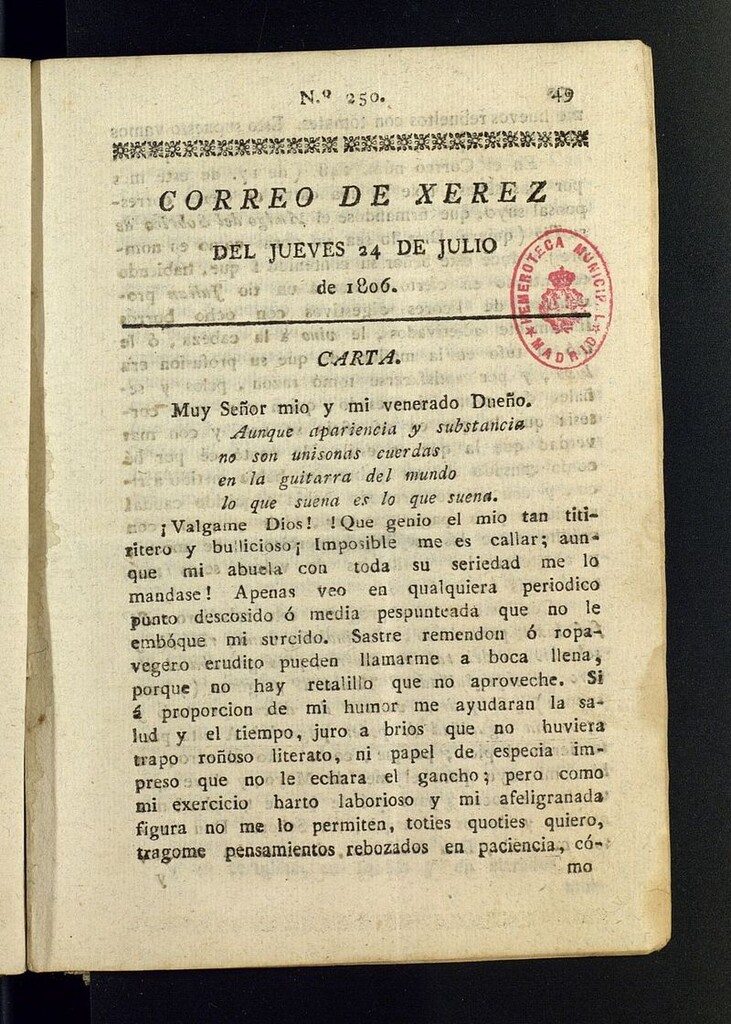 N.º 250.
49
CORREO DE XEREZ
DEL JUEVES 24 DE JULIO
de 1806.
HEMEROTECA MUNICIPAL
* MADRID *
CARTA.
Muy Señor mio y mi venerado Dueño.
Aunque apariencia y substancia
no son unisonas cuerdas
en la guitarra del mundo
lo que suena es lo que suena.
¡Valgame Dios! !Que genio el mio tan titi-
ritero y bullicioso¡ Imposible me es callar; aun-
que mi abuela con toda su seriedad me lo
mandase! Apenas veo en qualquiera periodico
punto descosido ó media pespunteada que no le
embóque mi surcido. Sastre remendon ó ropa-
vegero erudito pueden llamarme a boca llena,
porque no hay retalillo que no aproveche. Si
á proporcion de mi humor me ayudaran la sa-
lud y el tiempo, juro a brios que no huviera
trapo roñoso literato, ni papel de especia im-
preso que no le echara el gancho; pero como
mi exercicio harto laborioso y mi afeligranada
figura no me lo permiten, toties quoties quiero,
tragome pensamientos rebozados en paciencia, có-
mo